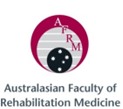 AFRM
Australasian Faculty of
Rehabilitation Medicine